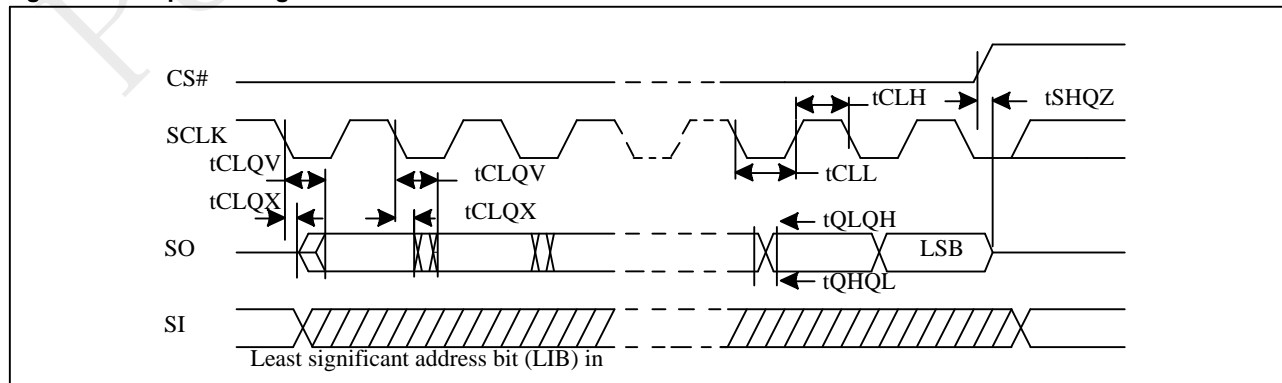 CS#
tCLH
tSHQZ
SCLK
tCLQV
tCLQV
tCLL
tCLQX
tCLQX
tQLQH
SO
LSB
tQHQL
SI
Least significant address bit (LIB) in